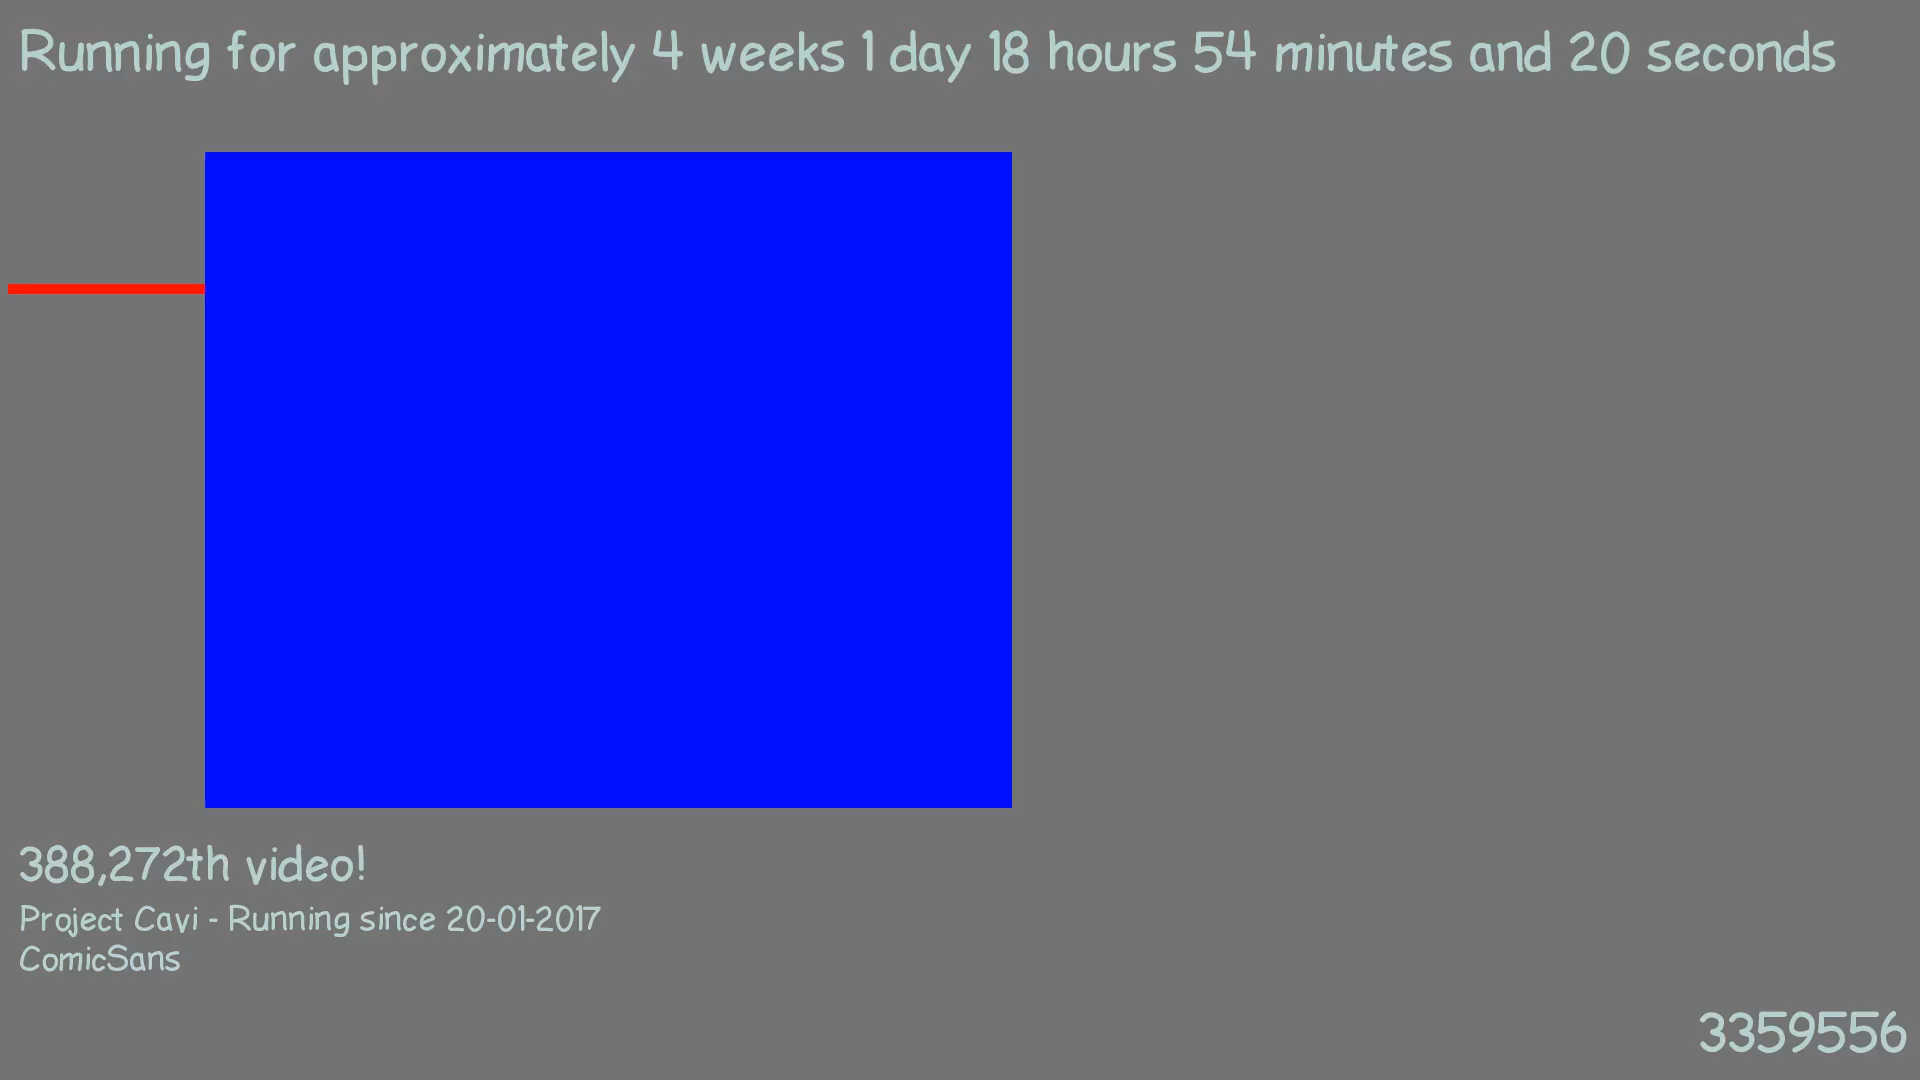 Running for approximately 4 weeks 1 day 18 hours 54 minutes and 20 seconds
388,272th video!
Project Cavi - Running since 20-01-2017
ComicSans
3359556